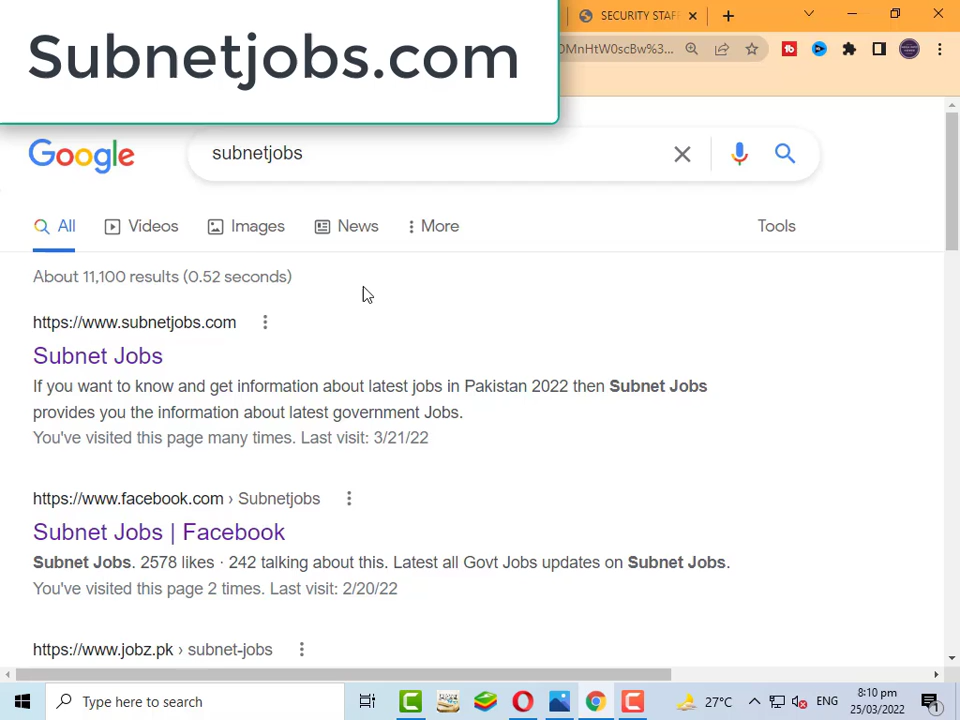 Subnetjobs.com
SECURITY STAFF
DMnHtW0scBw%3...
Google
subnetjobs
All
Videos
Images
News
More
Tools
About 11,100 results (0.52 seconds)
https://www.subnetjobs.com
Subnet Jobs
If you want to know and get information about latest jobs in Pakistan 2022 then Subnet Jobs
provides you the information about latest government Jobs.
You've visited this page many times. Last visit: 3/21/22
https://www.facebook.com › Subnetjobs
Subnet Jobs | Facebook
Subnet Jobs. 2578 likes · 242 talking about this. Latest all Govt Jobs updates on Subnet Jobs.
You've visited this page 2 times. Last visit: 2/20/22
https://www.jobz.pk › subnet-jobs
Type here to search
27°C
ENG
8:10 pm
25/03/2022
1